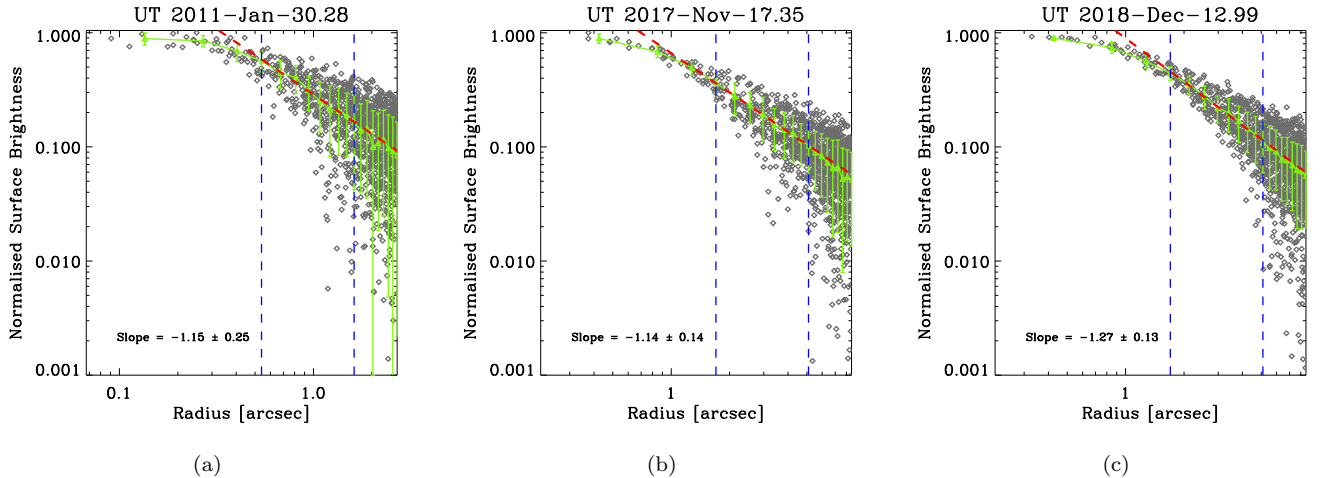 UT 2011-Jan-30.28
Normalised Surface Brightness
1.000
0.100
0.010
0.001
Slope = -1.15 ± 0.25
0.1 1.0
Radius [arcsec]
(a)
UT 2017-Nov-17.35
Normalised Surface Brightness
1.000
0.100
0.010
0.001
Slope = -1.14 ± 0.14
1
Radius [arcsec]
(b)
UT 2018-Dec-12.99
Normalised Surface Brightness
1.000
0.100
0.010
0.001
Slope = -1.27 ± 0.13
1
Radius [arcsec]
(c)